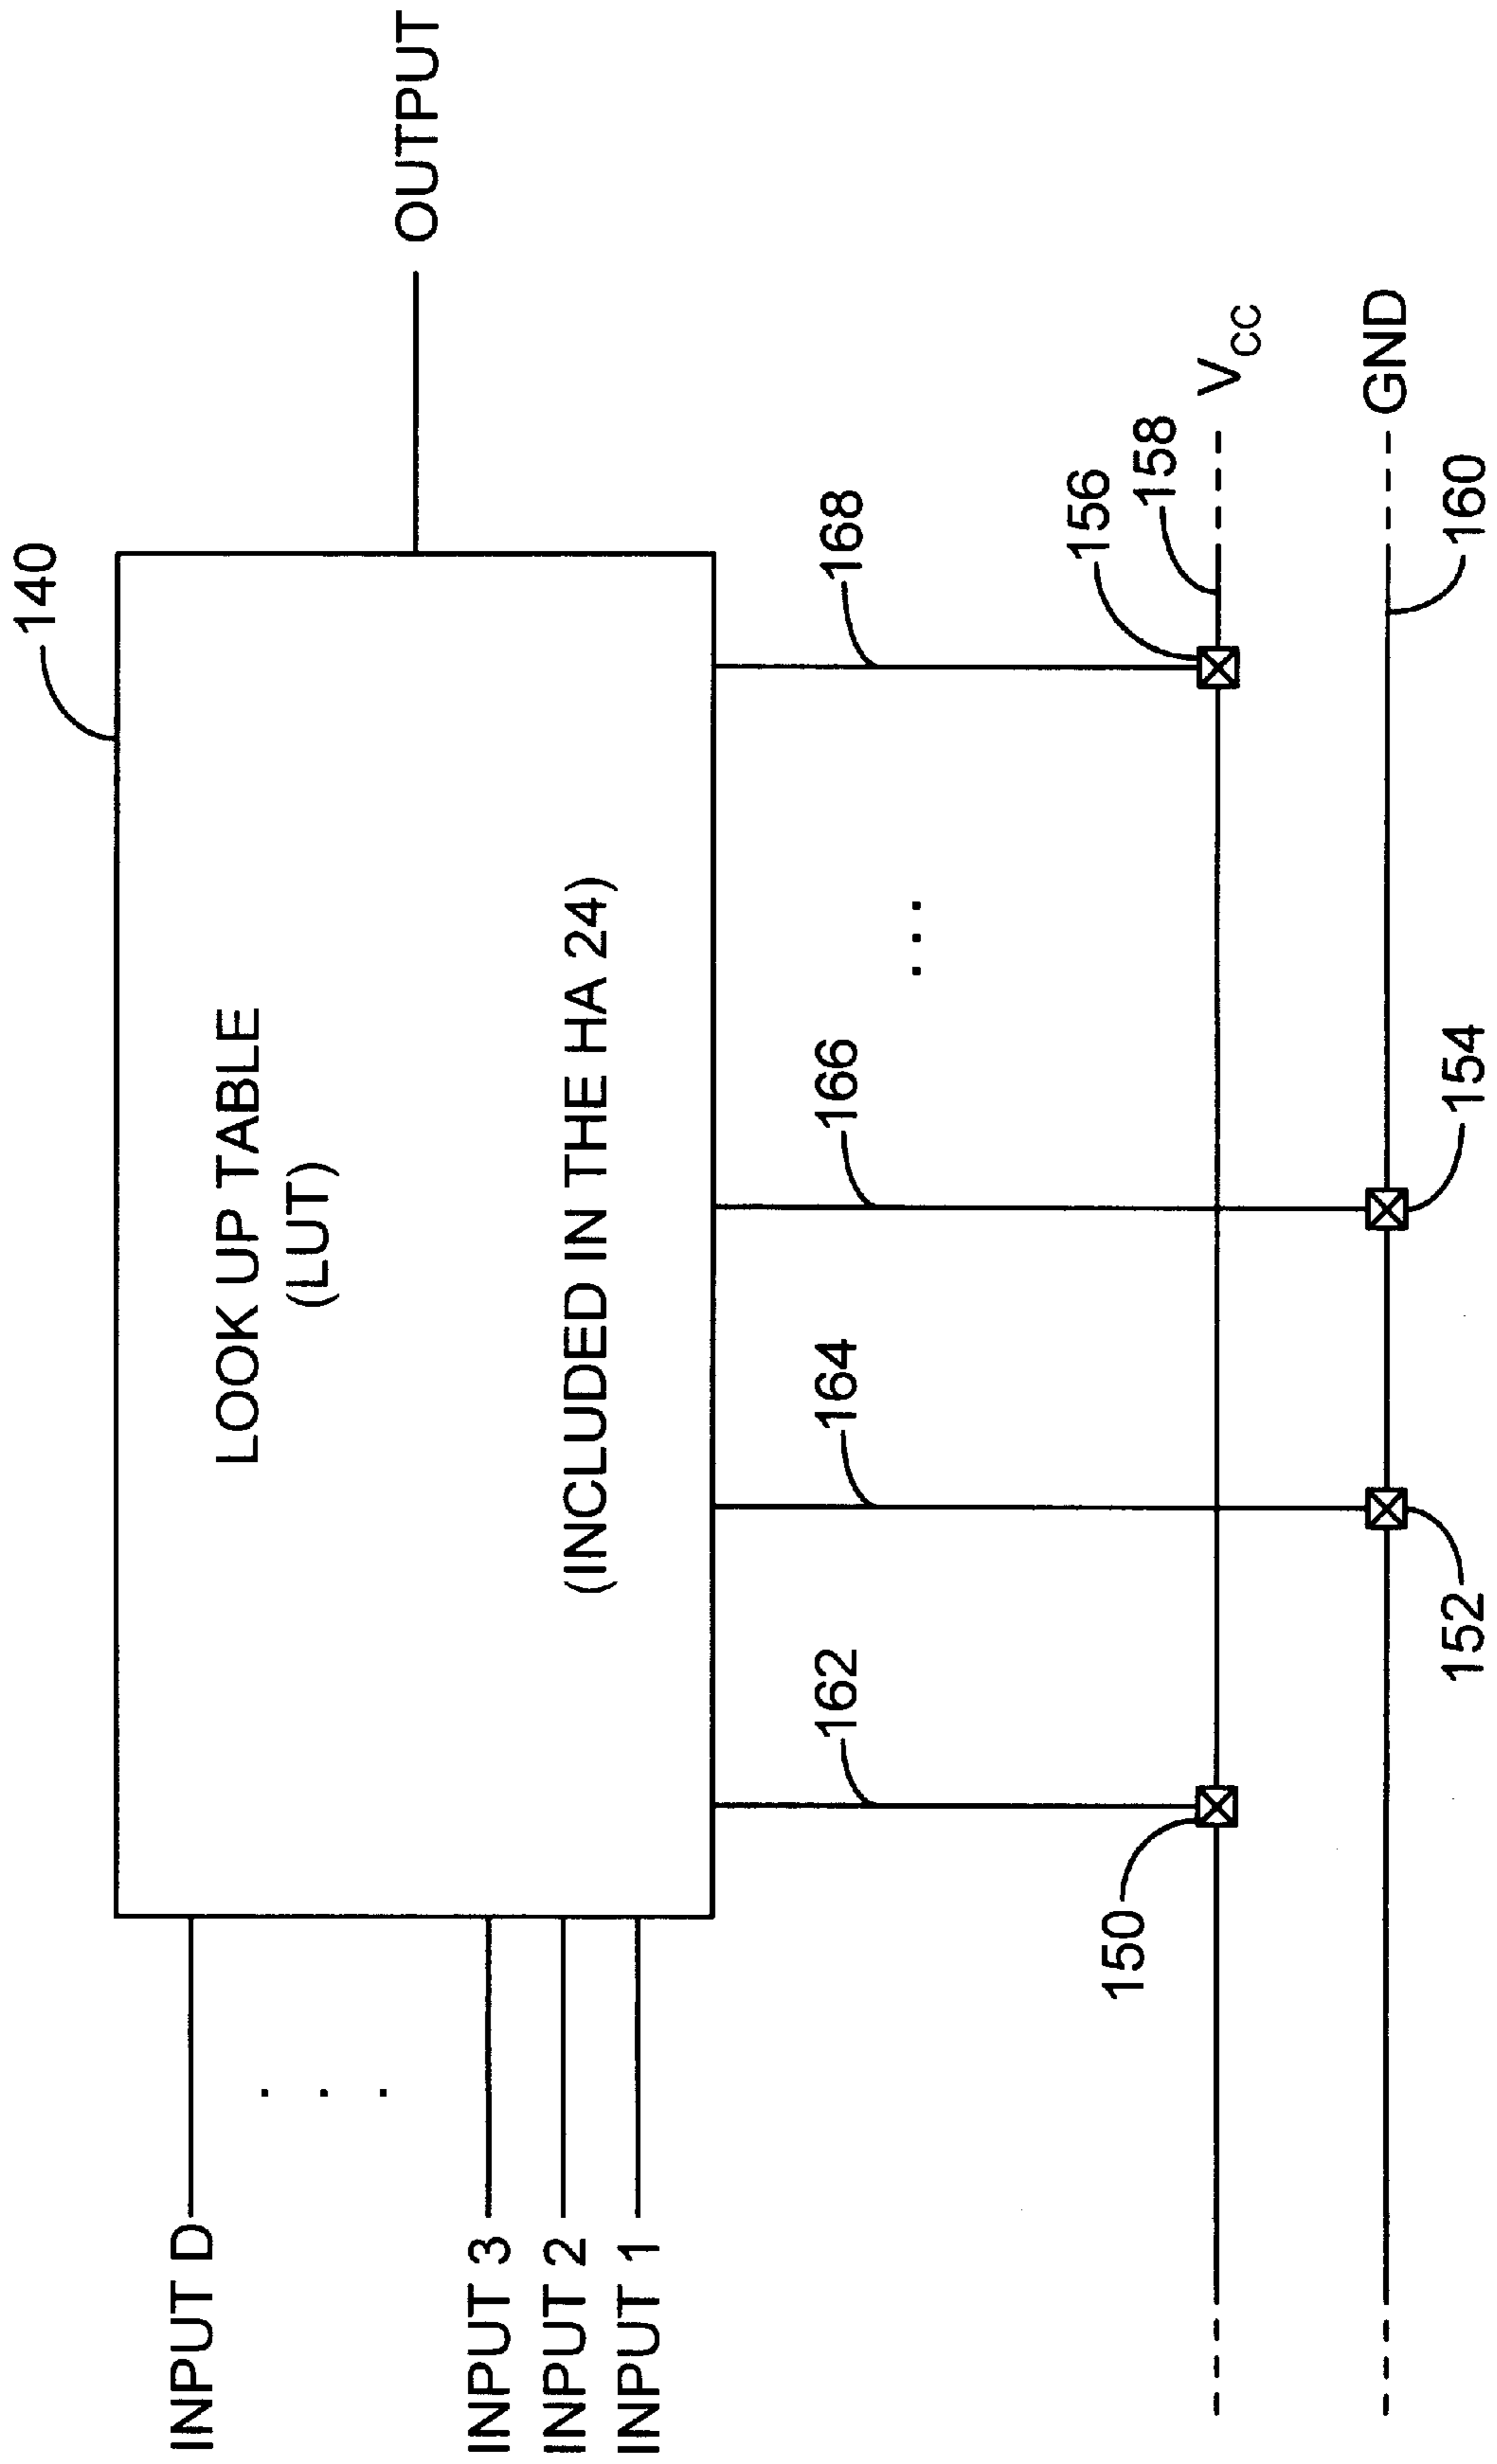 140
LOOK UP TABLE
(LUT)
(INCLUDED IN THE HA 24)
INPUT D
. . .
INPUT 3
INPUT 2
INPUT 1
OUTPUT
162
164
166
. . .
168
150
156
158
VCC
GND
152
154
160